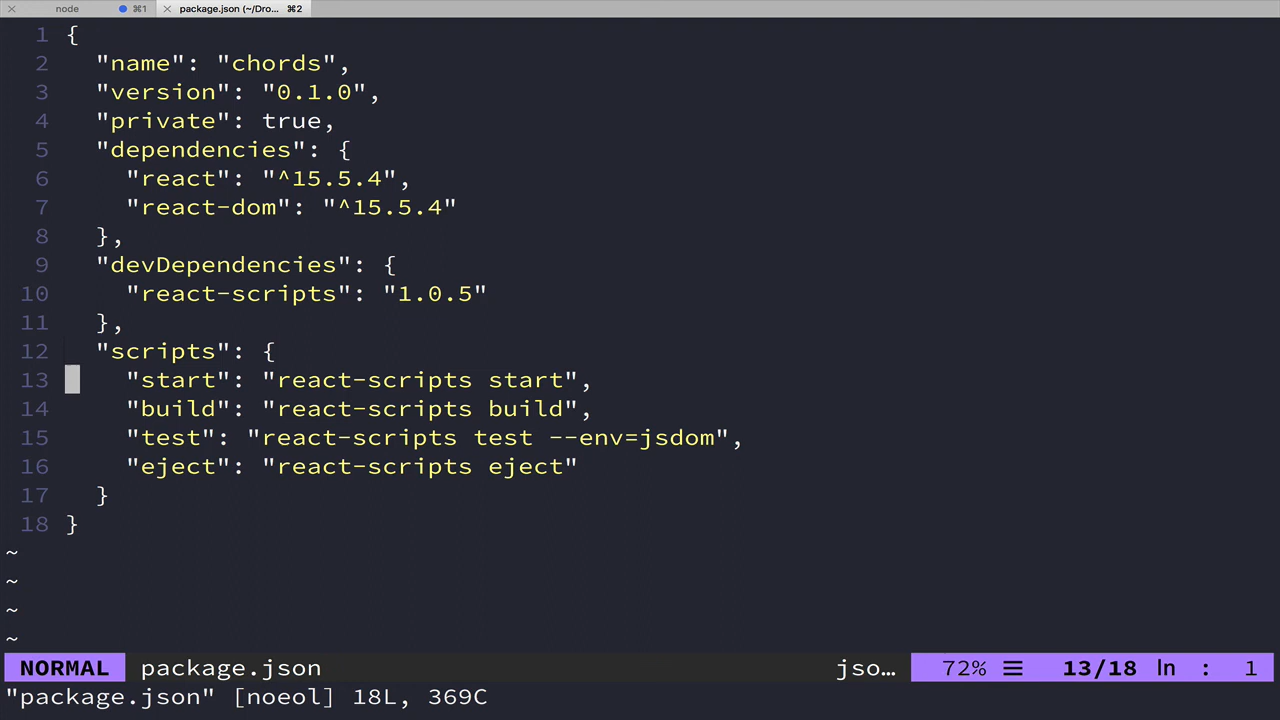 node ⌘1 package.json (~/Dro... ⌘2
1 {
2 "name": "chords",
3 "version": "0.1.0",
4 "private": true,
5 "dependencies": {
6 "react": "^15.5.4",
7 "react-dom": "^15.5.4"
8 },
9 "devDependencies": {
10 "react-scripts": "1.0.5"
11 },
12 "scripts": {
13 "start": "react-scripts start",
14 "build": "react-scripts build",
15 "test": "react-scripts test --env=jsdom",
16 "eject": "react-scripts eject"
17 }
18 }
~
~
~
~
NORMAL package.json jso… 72% ☰ 13/18 ln : 1
"package.json" [noeol] 18L, 369C